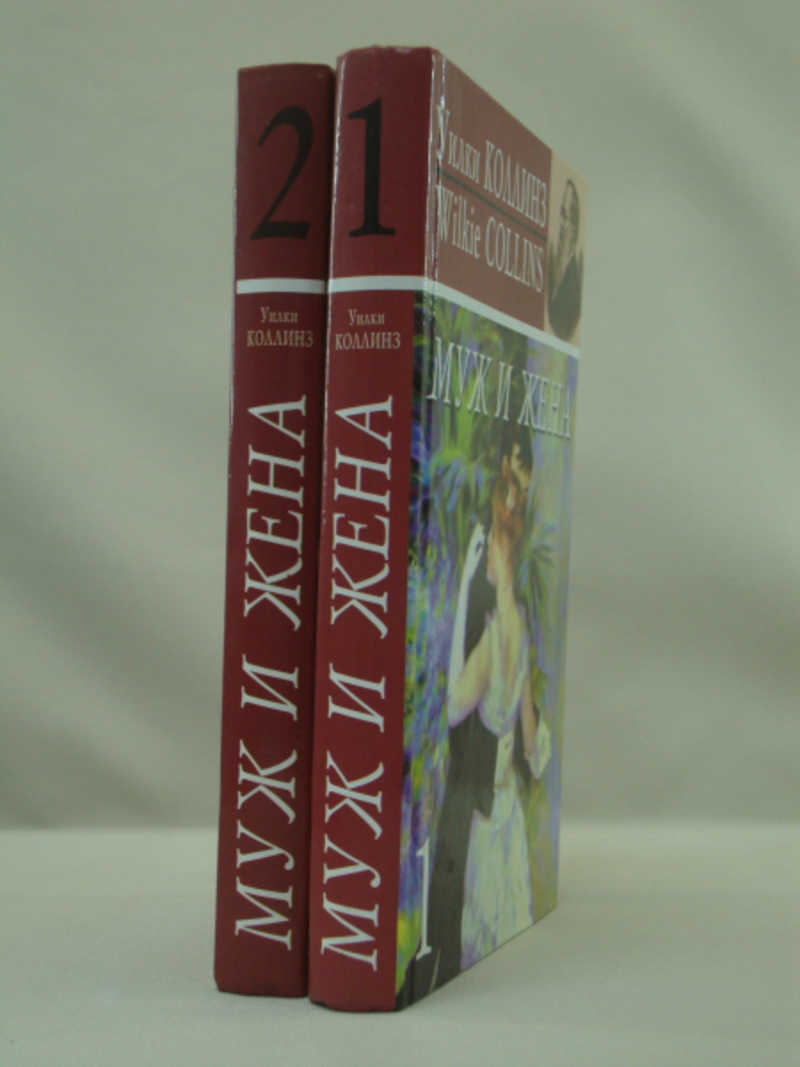 2
Уилки
КОЛЛИНЗ
МУЖ И ЖЕНА
1
Уилки
КОЛЛИНЗ
МУЖ И ЖЕНА
Уилки КОЛЛИНЗ
Wilkie COLLINS
МУЖ И ЖЕНА
1